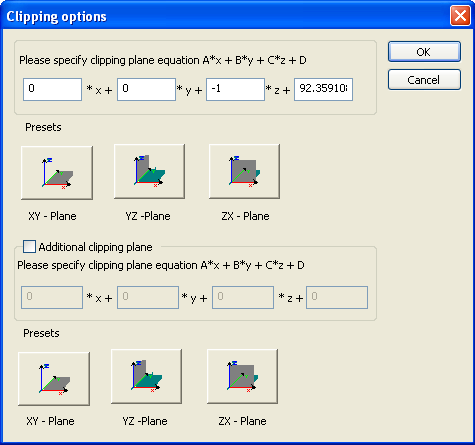 Clipping options
Please specify clipping plane equation A*x + B*y + C*z + D
OK
0 * x + 0 * y + -1 * z + 92.35910
Cancel
Presets
XY - Plane YZ -Plane ZX - Plane
Additional clipping plane
Please specify clipping plane equation A*x + B*y + C*z + D
0 * x + 0 * y + 0 * z + 0
Presets
XY - Plane YZ -Plane ZX - Plane